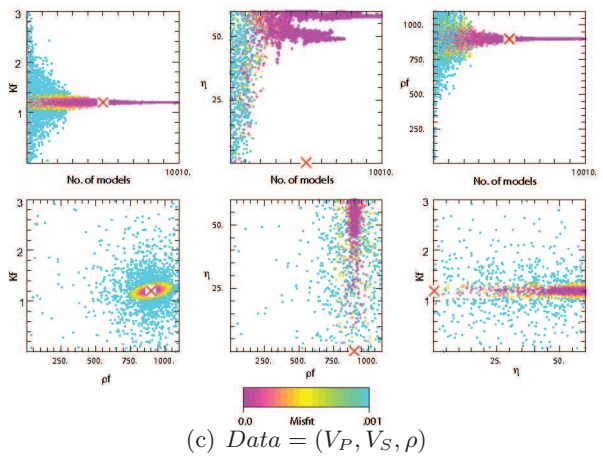 3
2
1
Kf
No. of models
10010.
50.
25.
η
No. of models
10010.
1000.
750.
500.
250.
ρf
No. of models
10010.
3
2
1
Kf
250.
500.
750.
1000.
ρf
50.
25.
η
250.
500.
750.
1000.
ρf
3
2
1
Kf
25.
50.
η
0.0
Misfit
.001
(c) Data = (V_P, V_S, ρ)